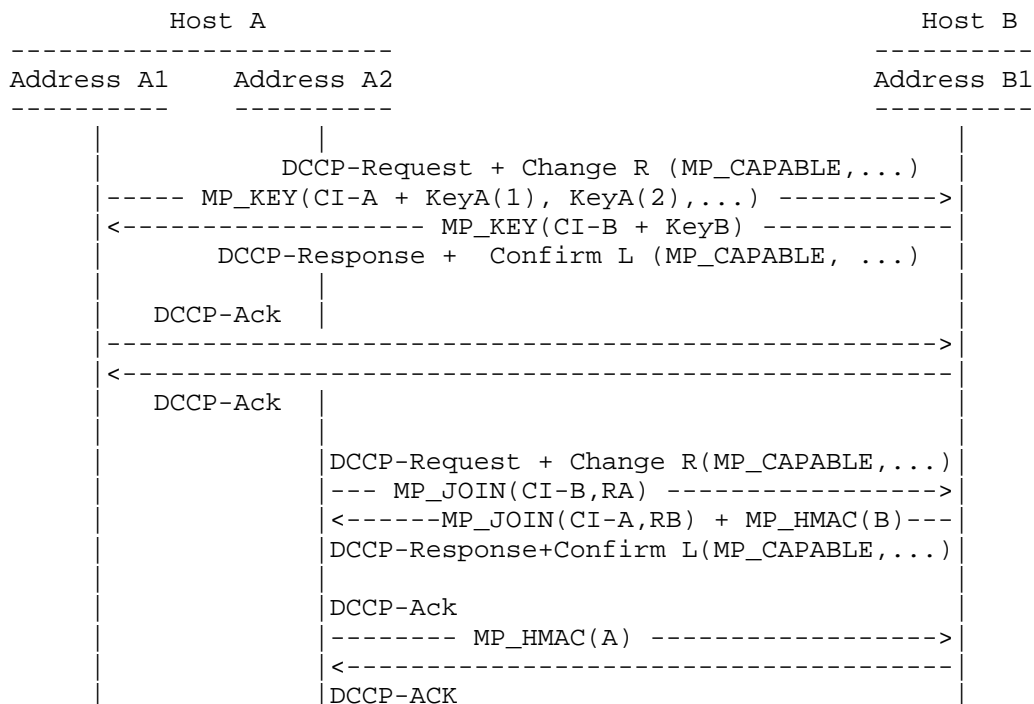 Host A                                         Host B
------------------------                              ----------
Address A1    Address A2                              Address B1
----------    ----------                              ----------
     |             |                                       |
     |           DCCP-Request + Change R (MP_CAPABLE,...)  |
     |----- MP_KEY(CI-A + KeyA(1), KeyA(2),...) ---------->|
     |<------------------- MP_KEY(CI-B + KeyB) ------------|
     |       DCCP-Response +  Confirm L (MP_CAPABLE, ...)  |
     |             |                                       |
     |   DCCP-Ack  |                                       |
     |---------------------------------------------------->|
     |<----------------------------------------------------|
     |   DCCP-Ack  |                                       |
     |             |                                       |
     |             |DCCP-Request + Change R(MP_CAPABLE,...)|
     |             |--- MP_JOIN(CI-B,RA) ----------------->|
     |             |<------MP_JOIN(CI-A,RB) + MP_HMAC(B)---|
     |             |DCCP-Response+Confirm L(MP_CAPABLE,...)|
     |             |                                       |
     |             |DCCP-Ack                               |
     |             |-------- MP_HMAC(A) ------------------>|
     |             |<--------------------------------------|
     |             |DCCP-ACK                               |